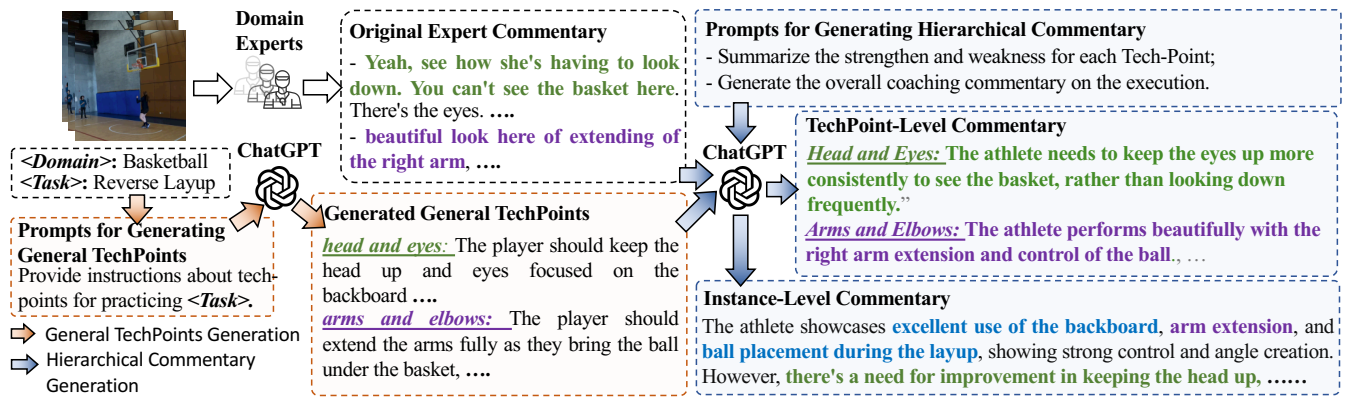 Domain
Experts
Original Expert Commentary
- Yeah, see how she's having to look
down. You can't see the basket here.
There's the eyes. ....
- beautiful look here of extending of
the right arm, ....
<Domain>: Basketball
<Task>: Reverse Layup
ChatGPT
Prompts for Generating
General TechPoints
Provide instructions about tech-
points for practicing <Task>.
General TechPoints Generation
Hierarchical Commentary
Generation
Generated General TechPoints
head and eyes: The player should keep the
head up and eyes focused on the
backboard ....
arms and elbows: The player should
extend the arms fully as they bring the ball
under the basket, ....
Prompts for Generating Hierarchical Commentary
- Summarize the strengthen and weakness for each Tech-Point;
- Generate the overall coaching commentary on the execution.
ChatGPT
TechPoint-Level Commentary
Head and Eyes: The athlete needs to keep the eyes up more
consistently to see the basket, rather than looking down
frequently.”
Arms and Elbows: The athlete performs beautifully with the
right arm extension and control of the ball., …
Instance-Level Commentary
The athlete showcases excellent use of the backboard, arm extension, and
ball placement during the layup, showing strong control and angle creation.
However, there's a need for improvement in keeping the head up, ……